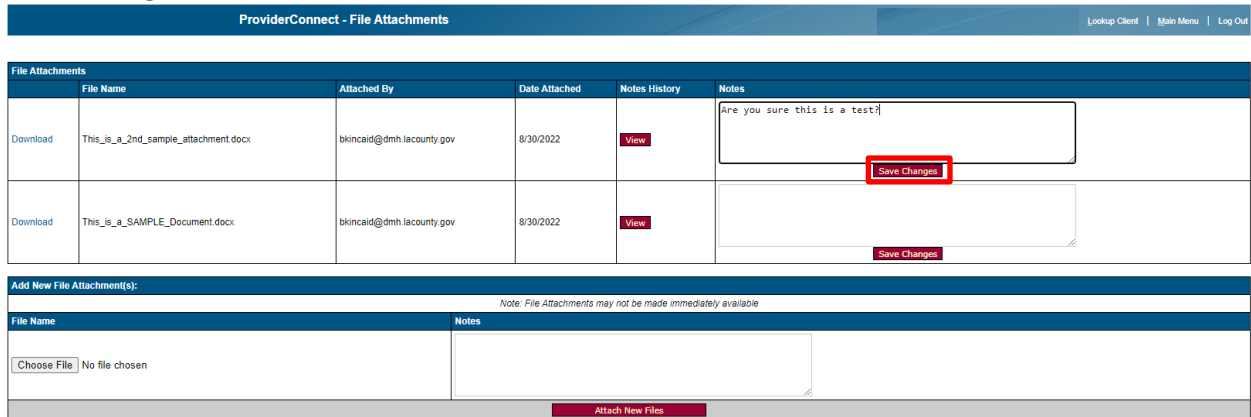 ProviderConnect - File Attachments
Lookup Client | Main Menu | Log Out
File Attachments
File Name Attached By Date Attached Notes History Notes
Download This_is_a_2nd_sample_attachment.docx bkincaid@dmh.lacounty.gov 8/30/2022 View Are you sure this is a test?
Save Changes
Download This_is_a_SAMPLE_Document.docx bkincaid@dmh.lacounty.gov 8/30/2022 View
Save Changes
Add New File Attachment(s):
Note: File Attachments may not be made immediately available
File Name Notes
Choose File No file chosen
Attach New Files